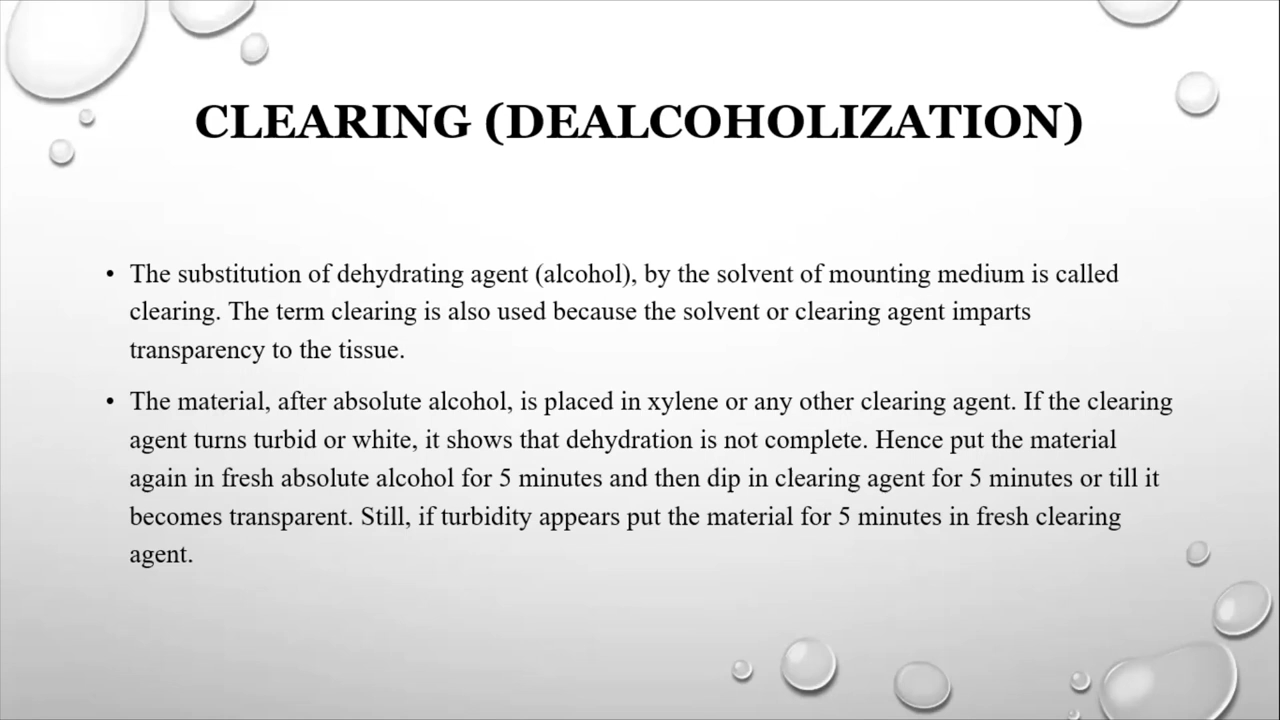 CLEARING (DEALCOHOLIZATION)
• The substitution of dehydrating agent (alcohol), by the solvent of mounting medium is called
clearing. The term clearing is also used because the solvent or clearing agent imparts
transparency to the tissue.
• The material, after absolute alcohol, is placed in xylene or any other clearing agent. If the clearing
agent turns turbid or white, it shows that dehydration is not complete. Hence put the material
again in fresh absolute alcohol for 5 minutes and then dip in clearing agent for 5 minutes or till it
becomes transparent. Still, if turbidity appears put the material for 5 minutes in fresh clearing
agent.